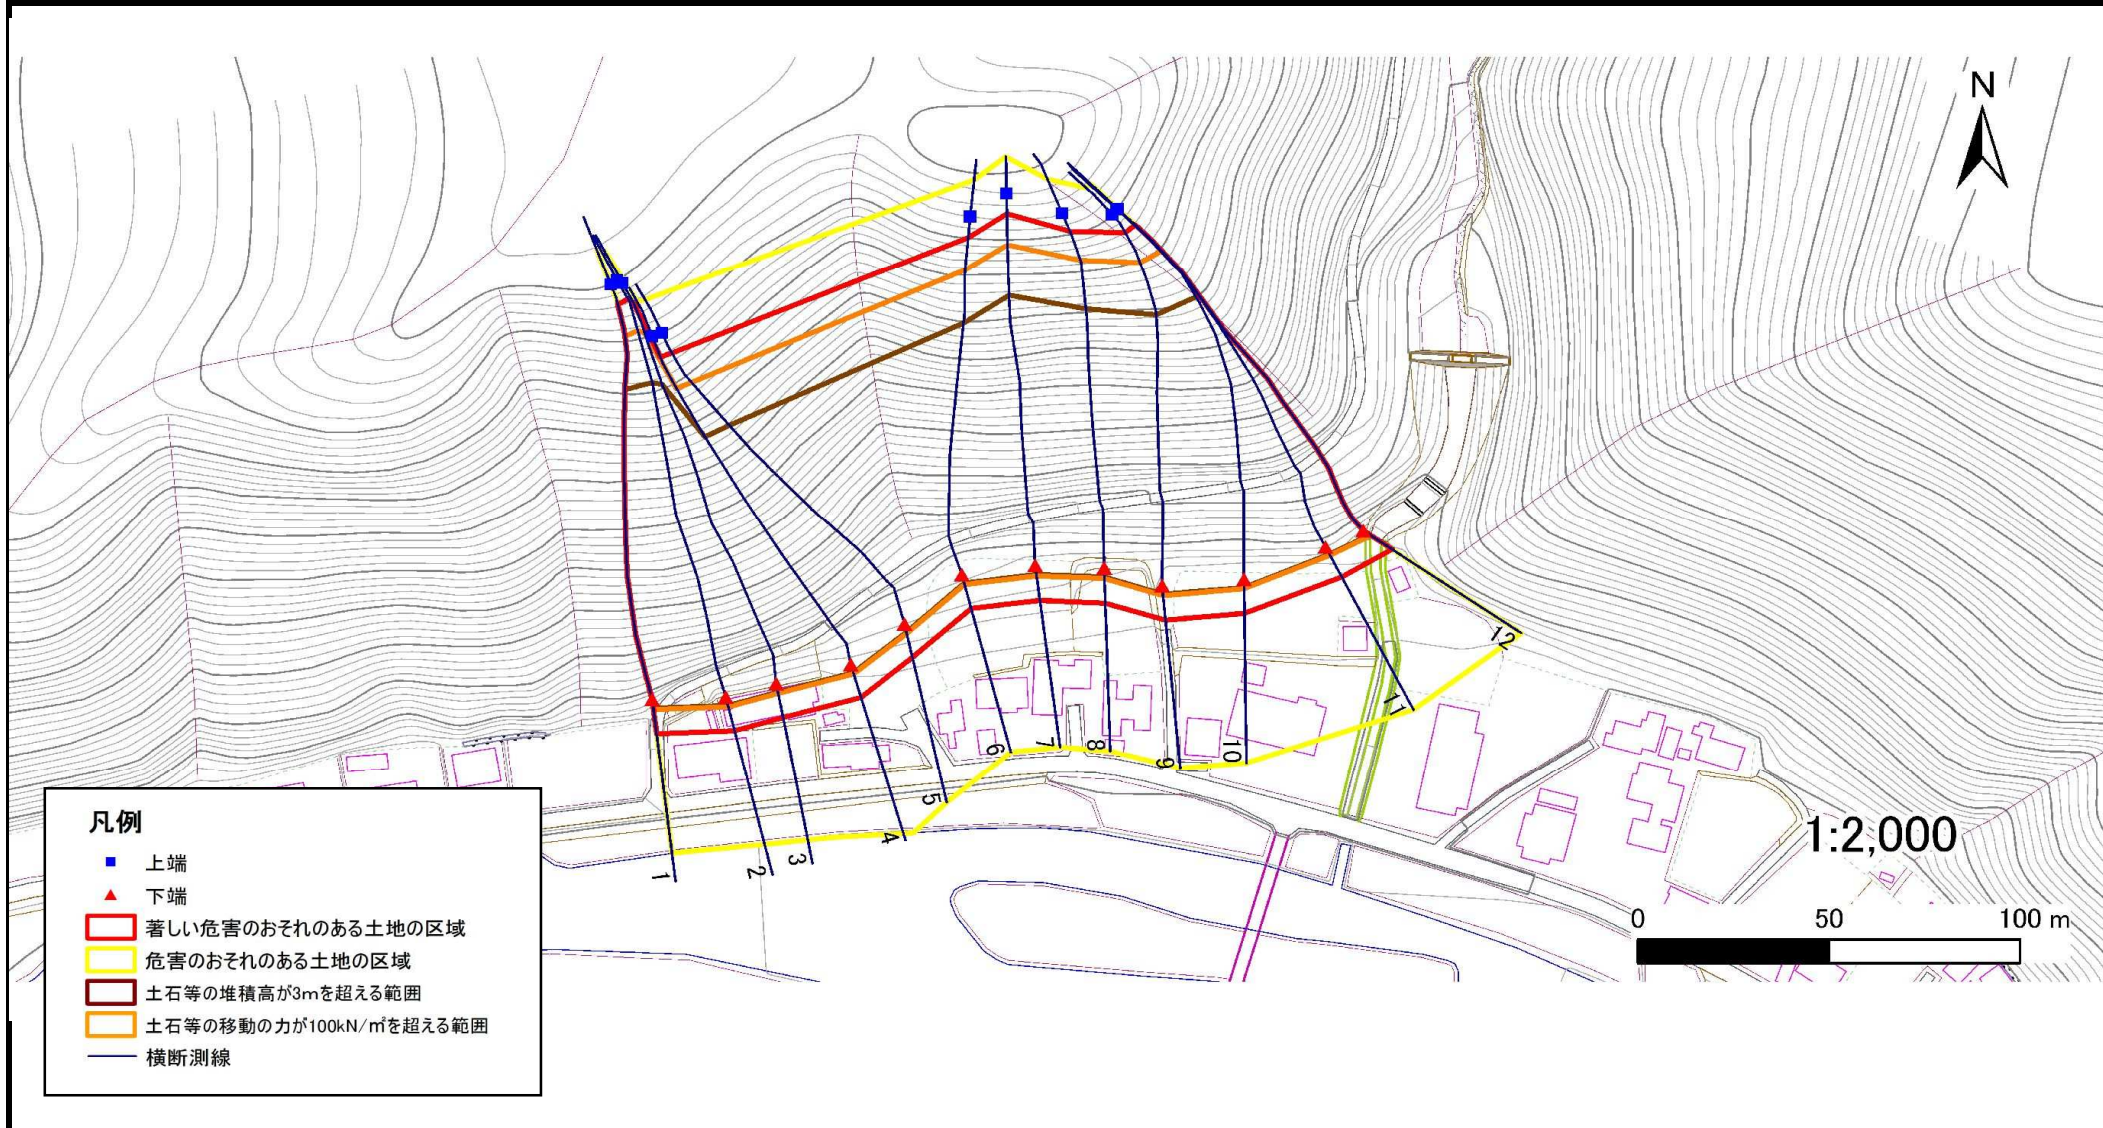 N
12
11
10
9
8
7
6
5
4
3
2
1
凡例
上端
下端
著しい危害のおそれのある土地の区域
危害のおそれのある土地の区域
土石等の堆積高が3mを超える範囲
土石等の移動の力が100kN/㎡を超える範囲
横断測線
1:2,000
0 50 100 m